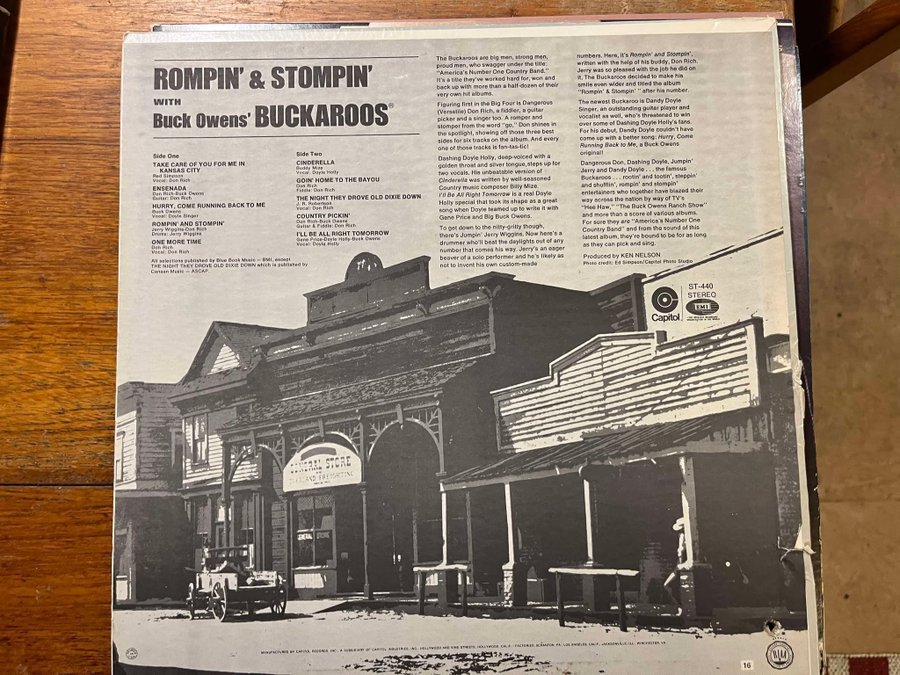 ROMPIN' & STOMPIN'
WITH
Buck Owens' BUCKAROOS®
Side One
TAKE CARE OF YOU FOR ME IN
KANSAS CITY
Red Simpson
Vocal: Don Rich
ENSENADA
Don Rich-Buck Owens
Guitar: Don Rich
HURRY, COME RUNNING BACK TO ME
Buck Owens
Vocal: Doyle Singer
ROMPIN' AND STOMPIN'
Jerry Wiggins-Don Rich
Drums: Jerry Wiggins
ONE MORE TIME
Don Rich
Vocal: Don Rich
Side Two
CINDERELLA
Buddy Mize
Vocal: Doyle Holly
GOIN' HOME TO THE BAYOU
Don Rich
Fiddle: Don Rich
THE NIGHT THEY DROVE OLD DIXIE DOWN
J. R. Robertson
Vocal: Don Rich
COUNTRY PICKIN'
Don Rich-Buck Owens
Guitar & Fiddle: Don Rich
I'LL BE ALL RIGHT TOMORROW
Gene Price-Doyle Holly-Buck Owens
Vocal: Doyle Holly
All selections published by Blue Book Music — BMI, except
THE NIGHT THEY DROVE OLD DIXIE DOWN which is published by
Canaan Music — ASCAP.
The Buckaroos are big men, strong men,
proud men, who swagger under the title:
"America's Number One Country Band."
It's a title they've worked hard for, won and
back up with more than a half-dozen of their
very own hit albums.
Figuring first in the Big Four is Dangerous
(Versatile) Don Rich, a fiddler, a guitar
picker and a singer too. A romper and
stomper from the word "go," Don shines in
the spotlight, showing off those three best
sides for six tracks on the album. And every
one of those tracks is fan-tas-tic!
Dashing Doyle Holly, deep-voiced with a
golden throat and silver tongue, steps up for
two vocals. His unbeatable version of
Cinderella was written by well-seasoned
Country music composer Billy Mize.
I'll Be All Right Tomorrow is a real Doyle
Holly special that took its shape as a great
song when Doyle teamed up to write it with
Gene Price and Big Buck Owens.
To get down to the nitty-gritty though,
there's Jumpin' Jerry Wiggins. Now here's a
drummer who'll beat the daylights out of any
number that comes his way. Jerry's an eager
beaver of a solo performer and he's likely as
not to invent his own custom-made
numbers. Here, it's Rompin' and Stompin',
written with the help of his buddy, Don Rich.
Jerry was so pleased with the job he did on
it, The Buckaroos decided to make his
smile even wider and titled the album
"Rompin' & Stompin' " after his number.
The newest Buckaroo is Dandy Doyle
Singer, an outstanding guitar player and
vocalist as well, who's threatened to win
over some of Dashing Doyle Holly's fans.
For his debut, Dandy Doyle couldn't have
come up with a better song: Hurry, Come
Running Back to Me, a Buck Owens
original!
Dangerous Don, Dashing Doyle, Jumpin'
Jerry and Dandy Doyle . . . the famous
Buckaroos . . . rootin' and tootin', steppin'
and shufflin', rompin' and stompin'
entertainers who together have blazed their
way across the nation by way of TV's
"Hee Haw," "The Buck Owens Ranch Show"
and more than a score of various albums.
For sure they are "America's Number One
Country Band" and from the sound of this
latest album, they're bound to be for as long
as they can pick and sing.
Produced by KEN NELSON
Photo credit: Ed Simpson/Capitol Photo Studio
Capitol
ST-440
STEREO
EMI
GENERAL STORE
MANUFACTURED BY CAPITOL RECORDS, INC., A SUBSIDIARY OF CAPITOL INDUSTRIES, INC., HOLLYWOOD AND VINE STREETS, HOLLYWOOD, CALIF. · FACTORIES: SCRANTON, PA., LOS ANGELES, CALIF., JACKSONVILLE, ILL., WINCHESTER, VA.
16